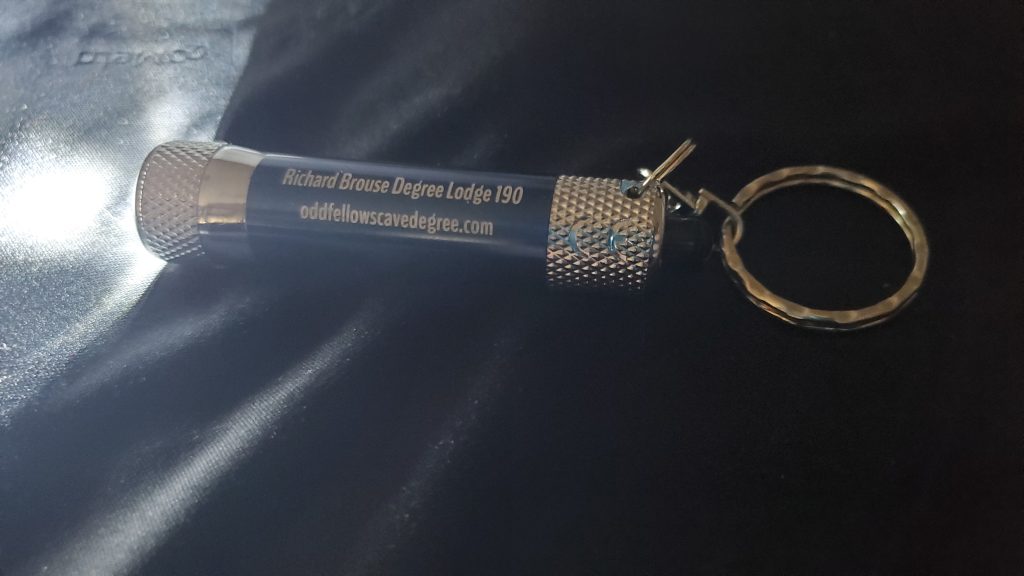 Richard Brouse Degree Lodge 190
oddfellowscavedegree.com